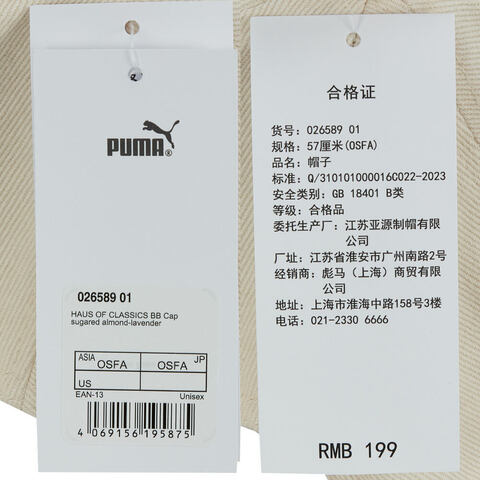 PUMA
026589 01
HAUS OF CLASSICS BB Cap
sugared almond-lavender
ASIA OSFA OSFA JP
US
EAN-13 Unisex
4 069156 195875
合格证
货号：026589 01
规格：57厘米(OSFA)
品名：帽子
标准：Q/310101000016C022-2023
安全类别：GB 18401 B类
等级：合格品
委托生产厂：江苏亚源制帽有限
公司
厂址：江苏省淮安市广州南路2号
经销商：彪马（上海）商贸有限
公司
地址：上海市淮海中路158号3楼
电话：021-2330 6666
RMB 199